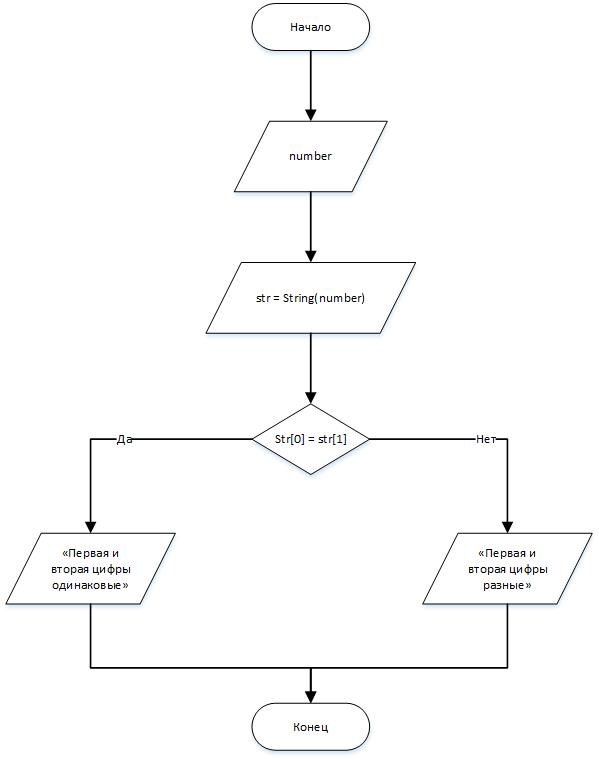 Начало
number
str = String(number)
Str[0] = str[1]
Да
Нет
«Первая и
вторая цифры
одинаковые»
«Первая и
вторая цифры
разные»
Конец